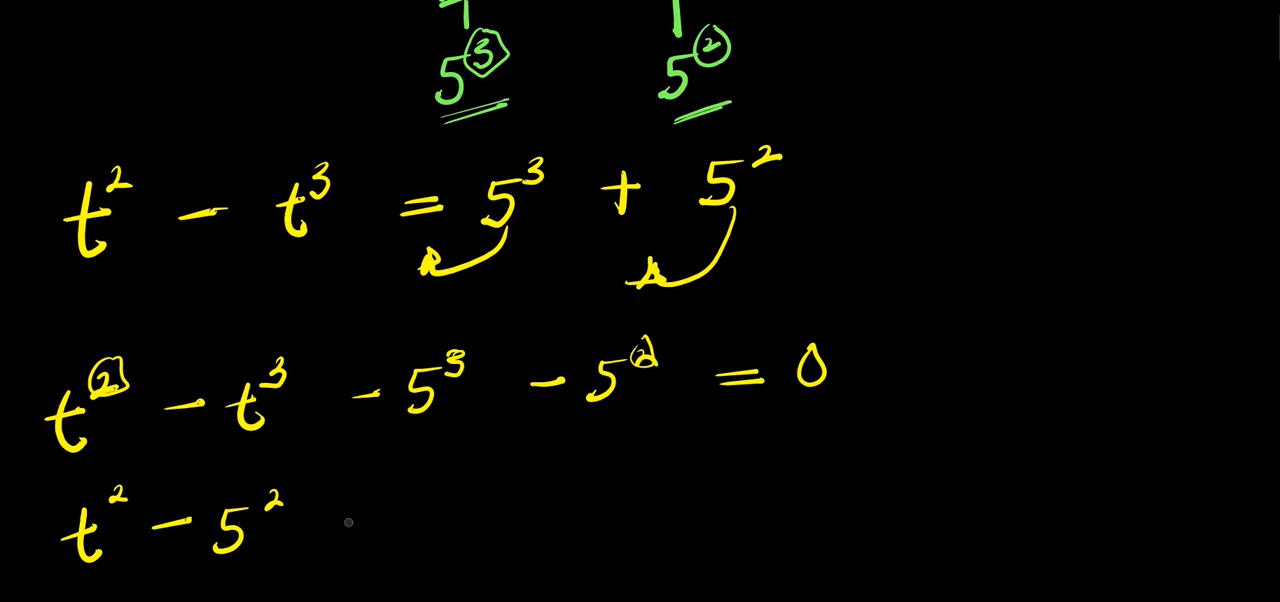 5³ 5²
t² - t³ = 5³ + 5²
t² - t³ - 5³ - 5² = 0
t² - 5²